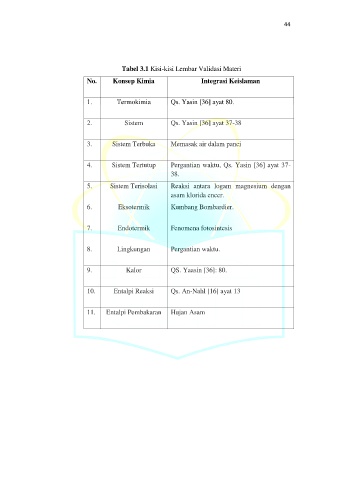 44
Tabel 3.1 Kisi-kisi Lembar Validasi Materi
No. Konsep Kimia Integrasi Keislaman
1. Termokimia Qs. Yasin [36] ayat 80.
2. Sistem Qs. Yasin [36] ayat 37-38
3. Sistem Terbuka Memasak air dalam panci
4. Sistem Tertutup Pergantian waktu, Qs. Yasin [36] ayat 37-
38.
5. Sistem Terisolasi Reaksi antara logam magnesium dengan
asam klorida encer.
6. Eksotermik Kumbang Bombardier.
7. Endotermik Fenomena fotosintesis
8. Lingkungan Pergantian waktu.
9. Kalor QS. Yaasin [36]: 80.
10. Entalpi Reaksi Qs. An-Nahl [16] ayat 13
11. Entalpi Pembakaran Hujan Asam